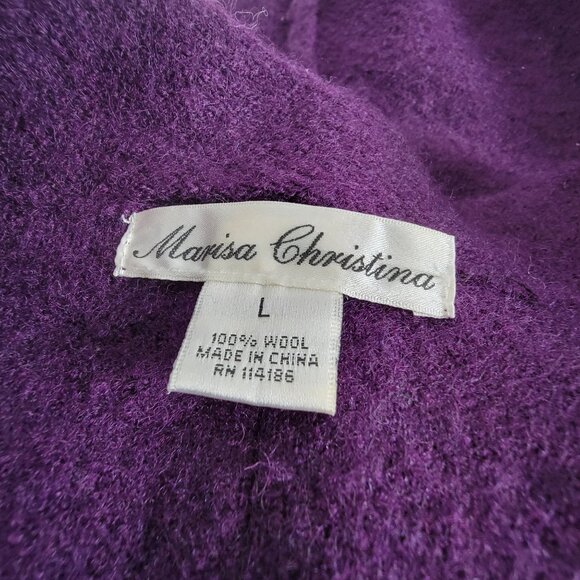 Marisa Christina
L
100% WOOL
MADE IN CHINA
RN 114186